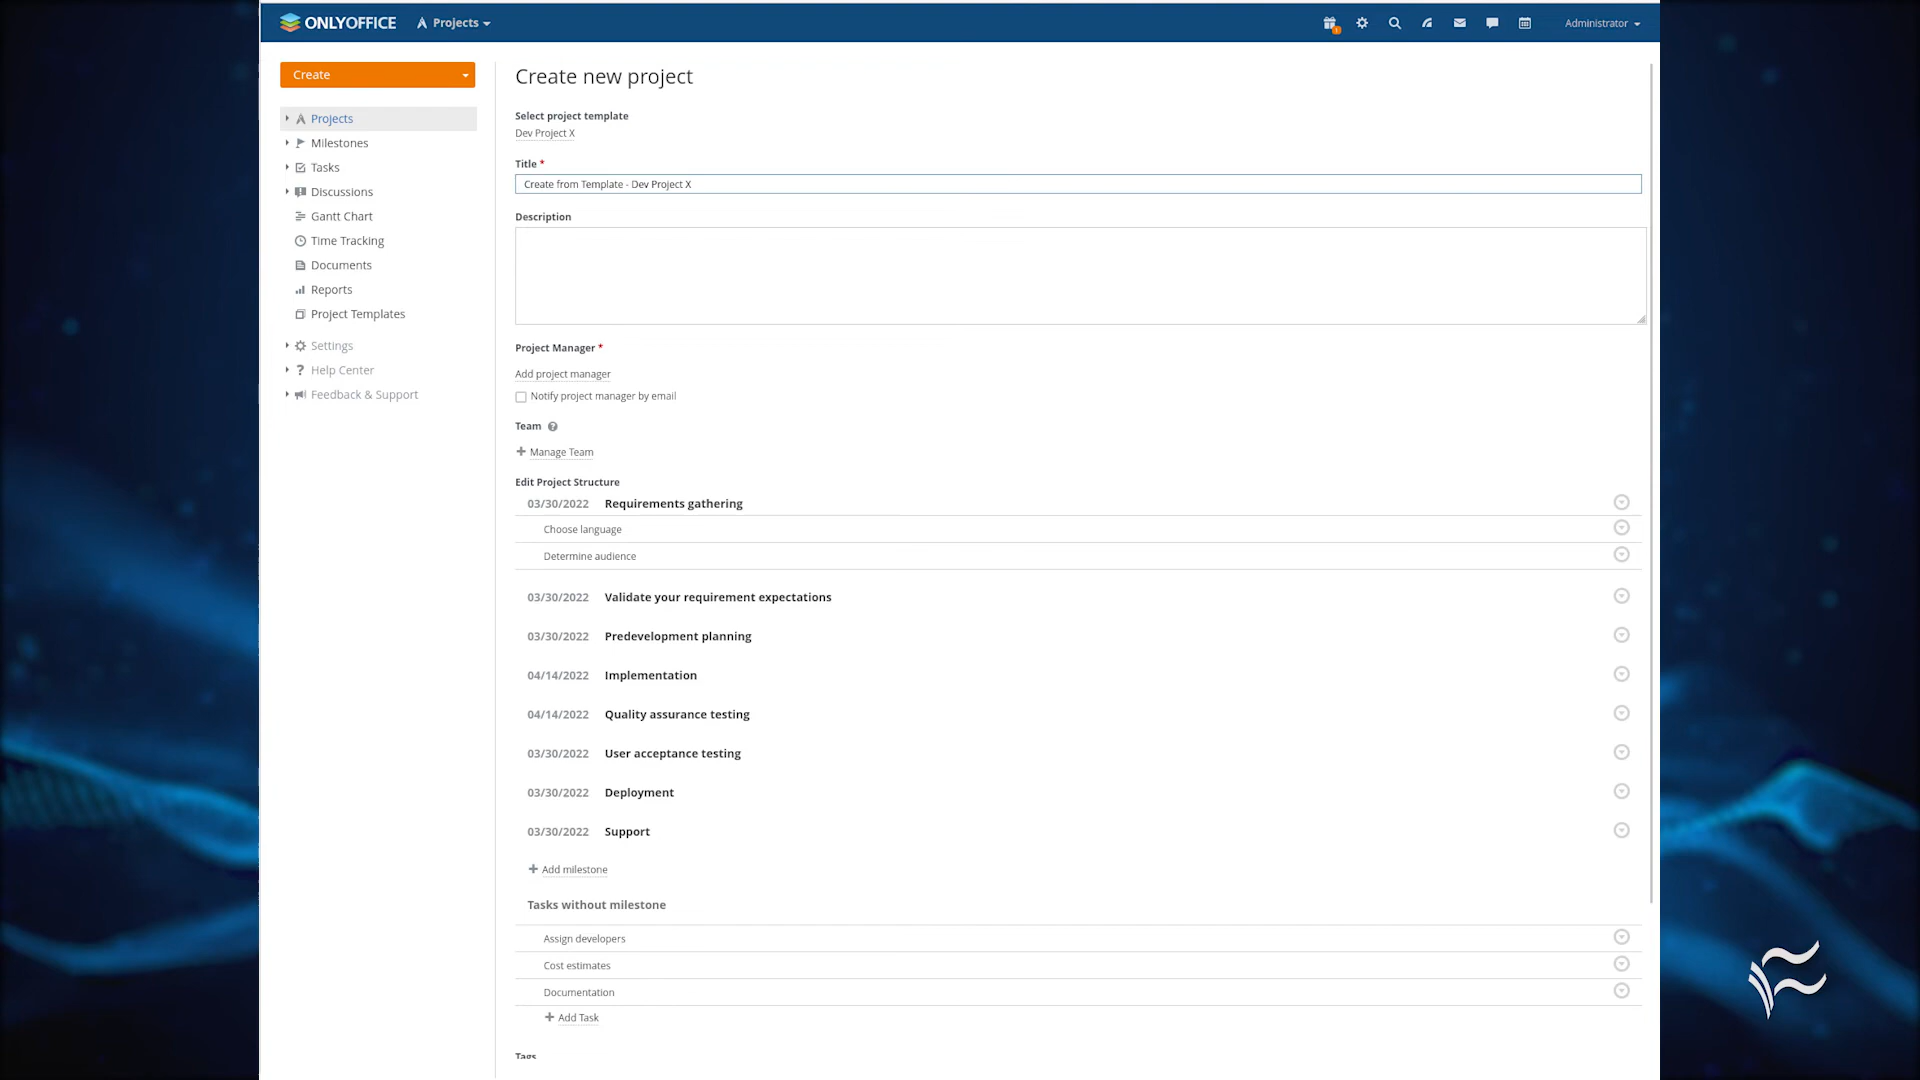 ONLYOFFICE Projects Administrator
Create
Projects
Milestones
Tasks
Discussions
Gantt Chart
Time Tracking
Documents
Reports
Project Templates
Settings
Help Center
Feedback & Support
Create new project
Select project template
Dev Project X
Title *
Create from Template - Dev Project X
Description
Project Manager *
Add project manager
Notify project manager by email
Team ?
+ Manage Team
Edit Project Structure
03/30/2022 Requirements gathering
Choose language
Determine audience
03/30/2022 Validate your requirement expectations
03/30/2022 Predevelopment planning
04/14/2022 Implementation
04/14/2022 Quality assurance testing
03/30/2022 User acceptance testing
03/30/2022 Deployment
03/30/2022 Support
+ Add milestone
Tasks without milestone
Assign developers
Cost estimates
Documentation
+ Add Task
Tags